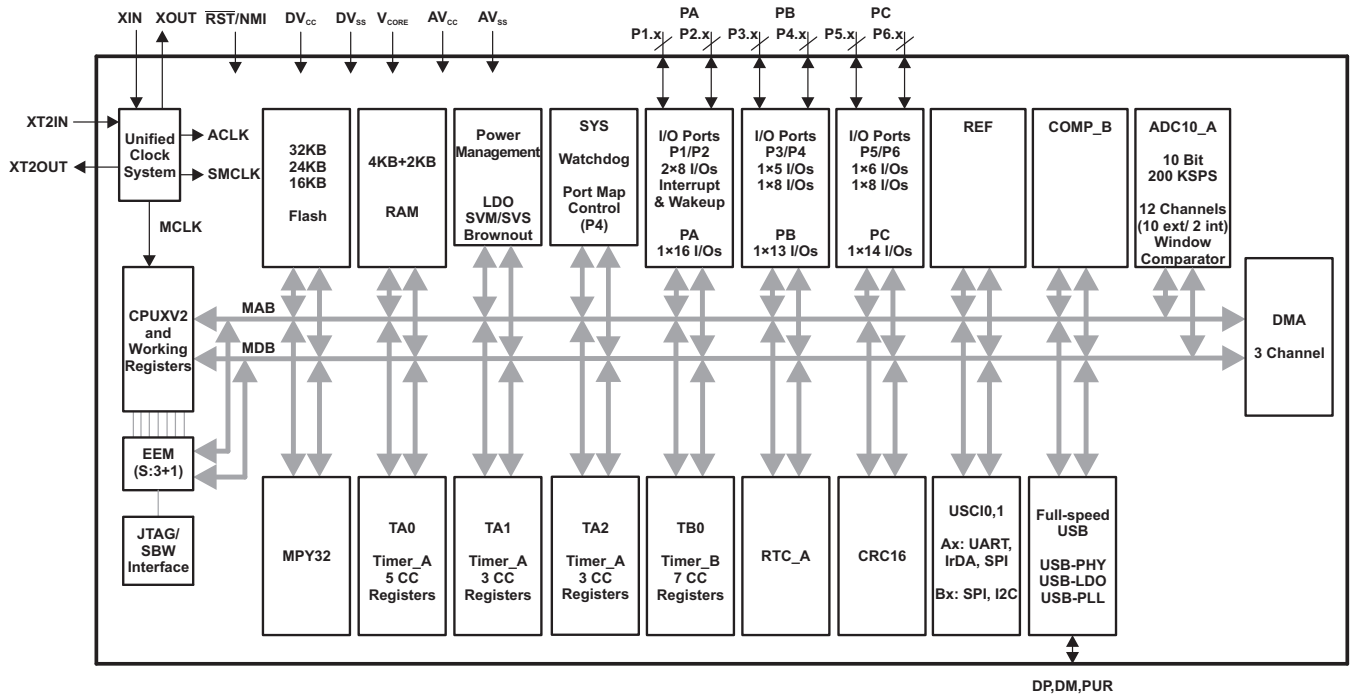 XIN XOUT RST/NMI DVCC DVSS VCORE AVCC AVSS
PA PB PC
P1.x P2.x P3.x P4.x P5.x P6.x
XT2IN
XT2OUT
Unified
Clock
System
ACLK
SMCLK
MCLK
32KB
24KB
16KB
Flash
4KB+2KB
RAM
Power
Management
LDO
SVM/SVS
Brownout
SYS
Watchdog
Port Map
Control
(P4)
I/O Ports
P1/P2
2×8 I/Os
Interrupt
& Wakeup
PA
1×16 I/Os
I/O Ports
P3/P4
1×5 I/Os
1×8 I/Os
PB
1×13 I/Os
I/O Ports
P5/P6
1×6 I/Os
1×8 I/Os
PC
1×14 I/Os
REF
COMP_B
ADC10_A
10 Bit
200 KSPS
12 Channels
(10 ext/ 2 int)
Window
Comparator
CPUXV2
and
Working
Registers
MAB
MDB
DMA
3 Channel
EEM
(S:3+1)
JTAG/
SBW
Interface
MPY32
TA0
Timer_A
5 CC
Registers
TA1
Timer_A
3 CC
Registers
TA2
Timer_A
3 CC
Registers
TB0
Timer_B
7 CC
Registers
RTC_A
CRC16
USCI0,1
Ax: UART,
IrDA, SPI
Bx: SPI, I2C
Full-speed
USB
USB-PHY
USB-LDO
USB-PLL
DP,DM,PUR